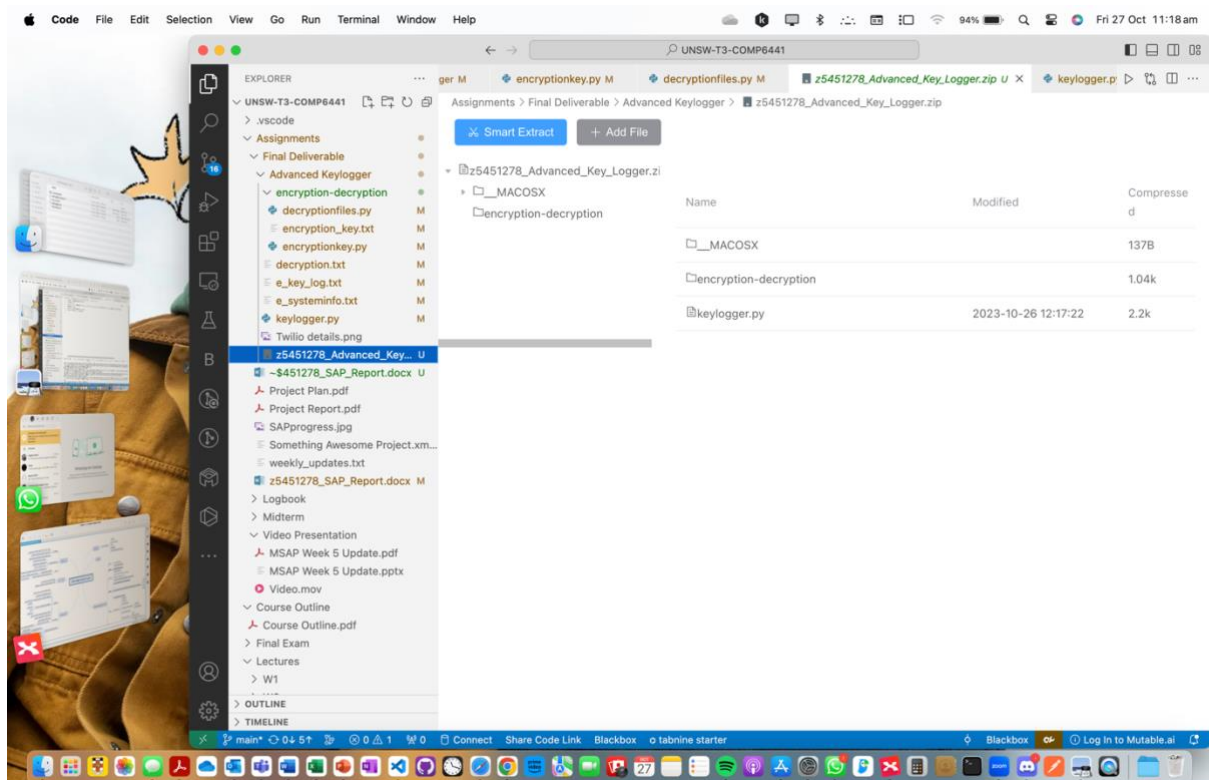 Code File Edit Selection View Go Run Terminal Window Help 94% Fri 27 Oct 11:18 am
UNSW-T3-COMP6441
EXPLORER
ger M encryptionkey.py M decryptionfiles.py M z5451278_Advanced_Key_Logger.zip U keylogger.p
UNSW-T3-COMP6441
Assignments > Final Deliverable > Advanced Keylogger > z5451278_Advanced_Key_Logger.zip
.vscode
Assignments
Final Deliverable
Advanced Keylogger
encryption-decryption
decryptionfiles.py M
encryption_key.txt M
encryptionkey.py M
decryption.txt M
e_key_log.txt M
e_systeminfo.txt M
keylogger.py M
Twilio details.png
z5451278_Advanced_Key... U
~$451278_SAP_Report.docx U
Project Plan.pdf
Project Report.pdf
SAPprogress.jpg
Something Awesome Project.xm...
weekly_updates.txt
z5451278_SAP_Report.docx M
Logbook
Midterm
Video Presentation
MSAP Week 5 Update.pdf
MSAP Week 5 Update.pptx
Video.mov
Course Outline
Course Outline.pdf
Final Exam
Lectures
W1
OUTLINE
TIMELINE
16
Smart Extract + Add File
z5451278_Advanced_Key_Logger.zi
__MACOSX
encryption-decryption
Name Modified Compresse
d
__MACOSX 137B
encryption-decryption 1.04k
keylogger.py 2023-10-26 12:17:22 2.2k
main* 0↓ 5↑ 0 1 0 Connect Share Code Link Blackbox tabnine starter Blackbox Log In to Mutable.ai
27
zoom